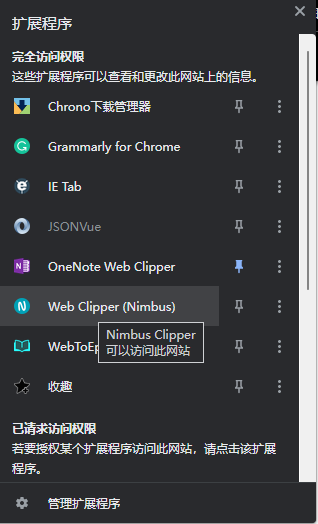 扩展程序
完全访问权限
这些扩展程序可以查看和更改此网站上的信息。
Chrono下载管理器
Grammarly for Chrome
IE Tab
JSONVue
OneNote Web Clipper
Web Clipper (Nimbus)
Nimbus Clipper
可以访问此网站
WebToEp
收趣
已请求访问权限
若要授权某个扩展程序访问此网站，请点击该扩展
程序。
管理扩展程序